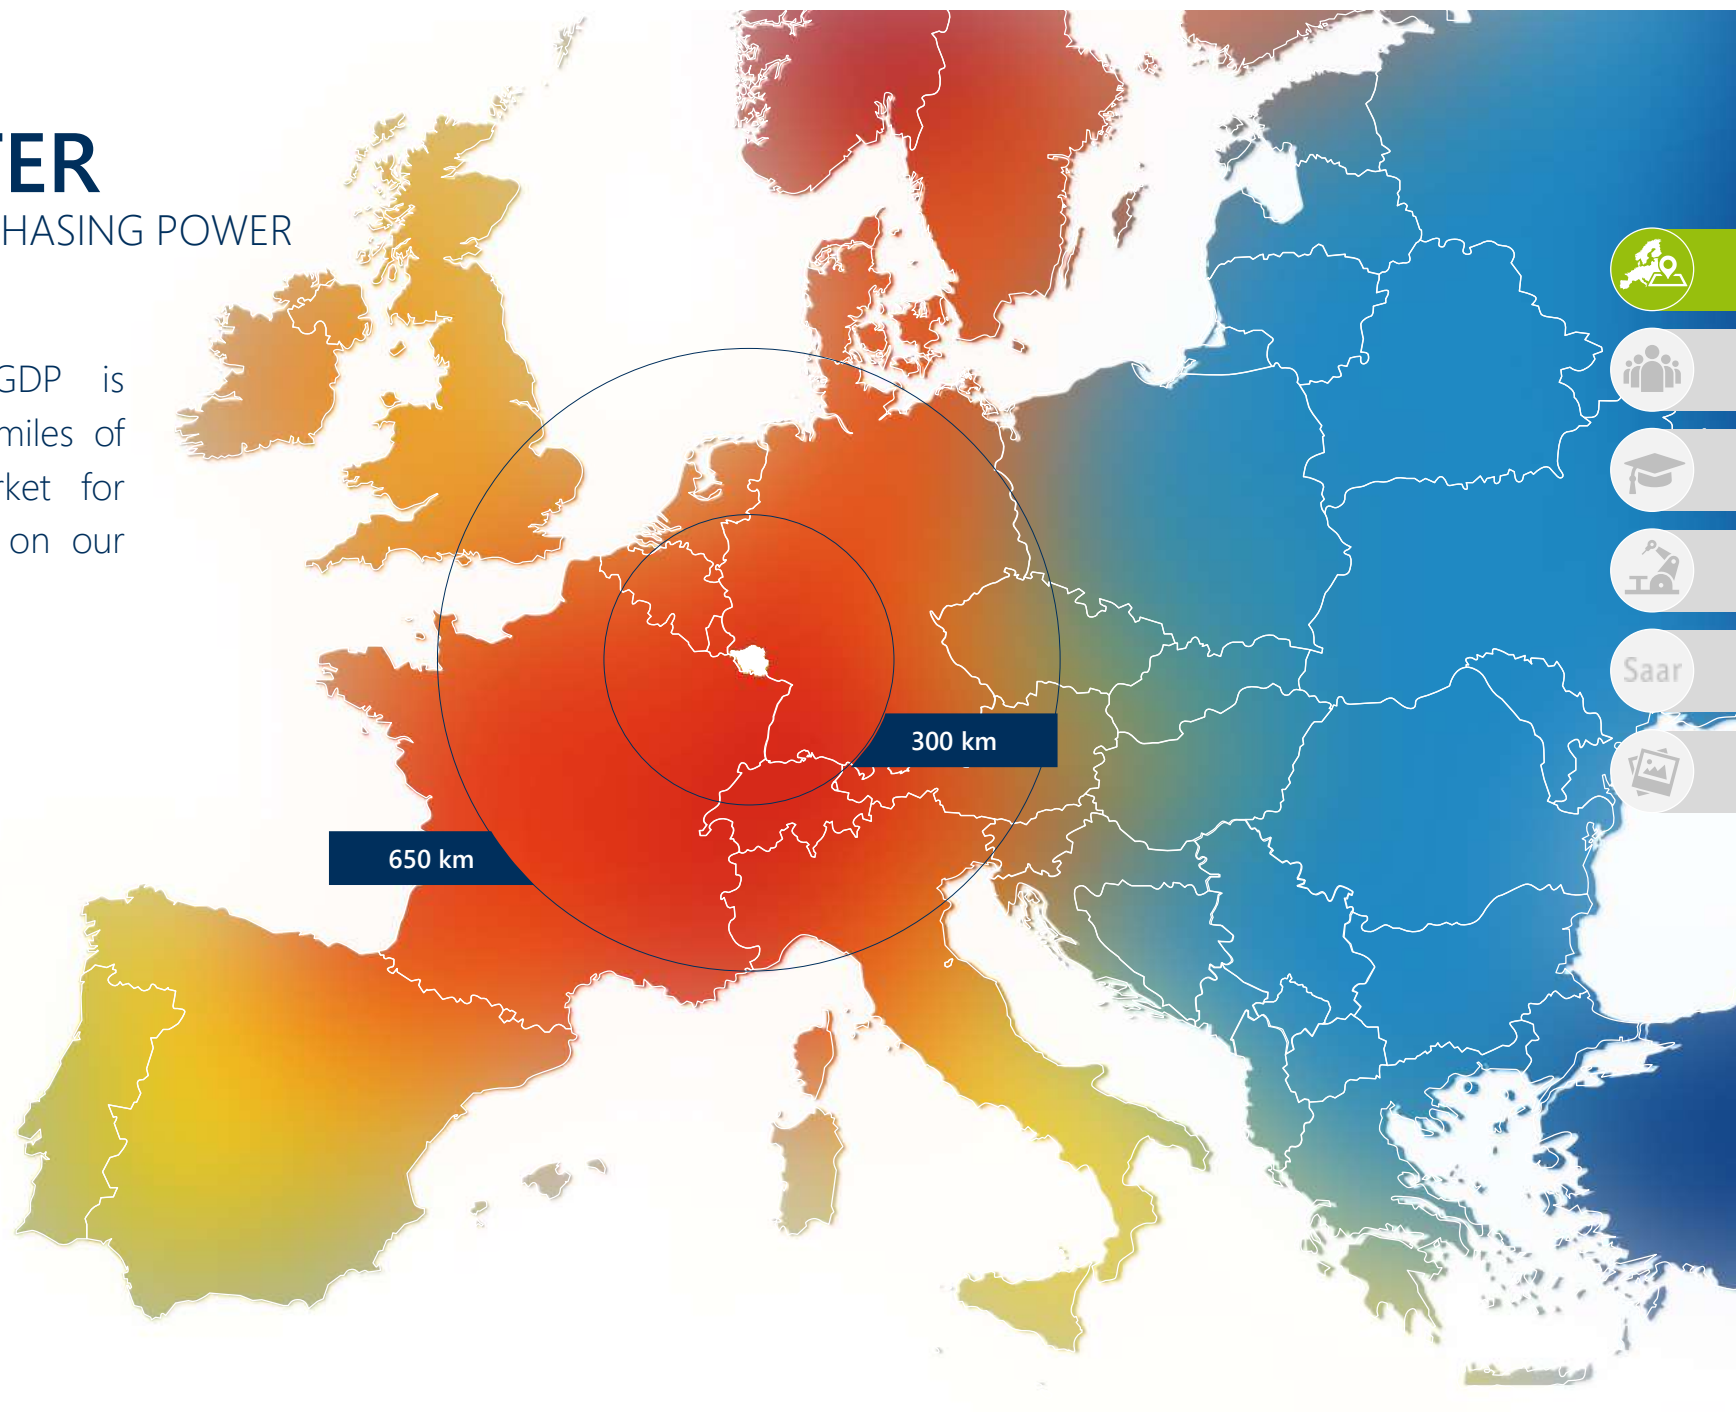 TER
HASING POWER
GDP is
miles of
rket for
on our
300 km
650 km
Saar